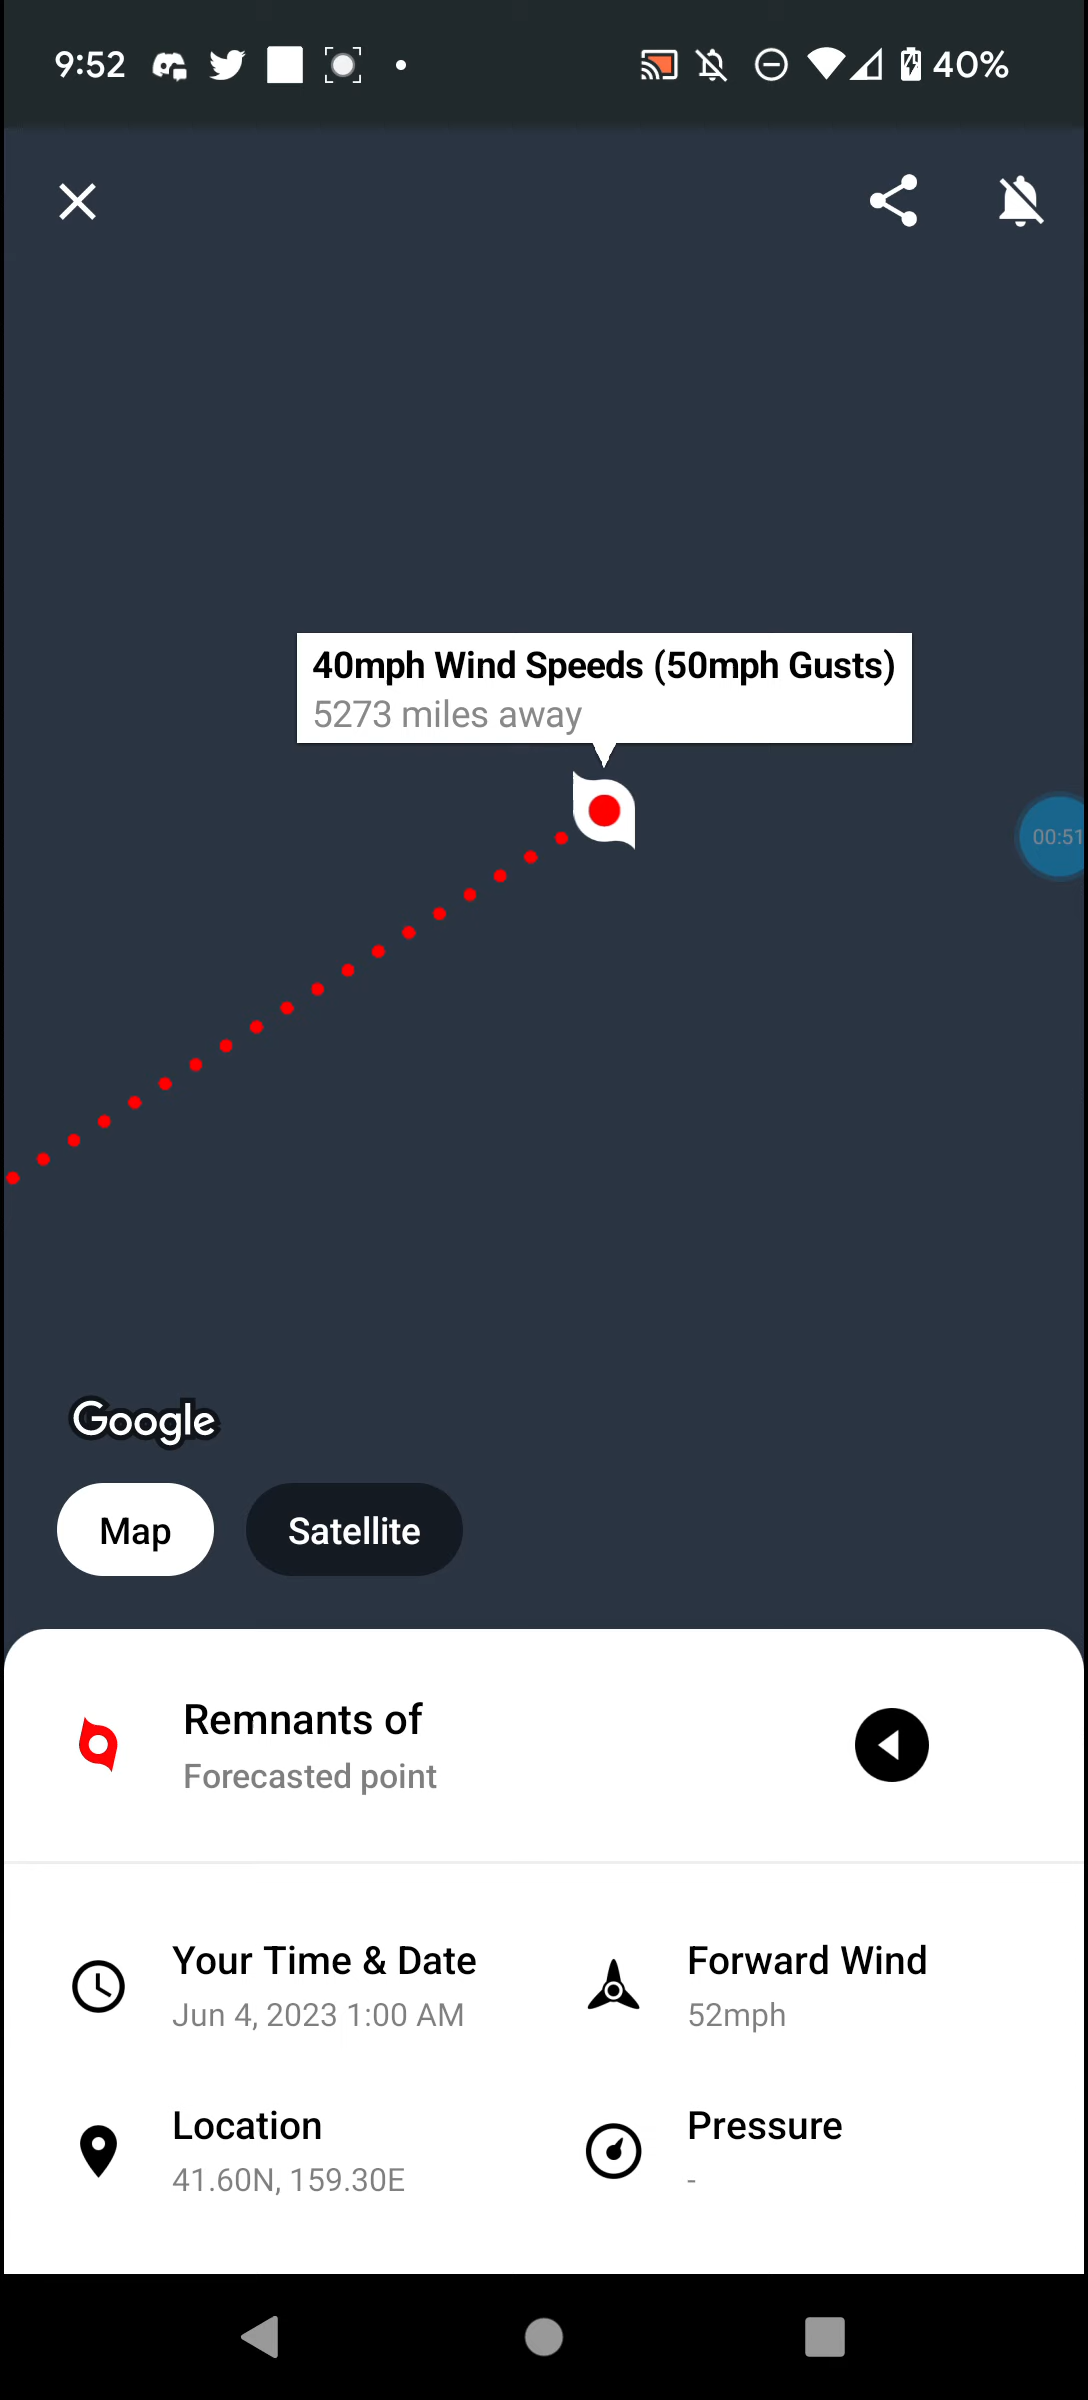 9:52
40%
40mph Wind Speeds (50mph Gusts)
5273 miles away
00:51
Google
Map
Satellite
Remnants of
Forecasted point
Your Time & Date
Jun 4, 2023 1:00 AM
Forward Wind
52mph
Location
41.60N, 159.30E
Pressure
-